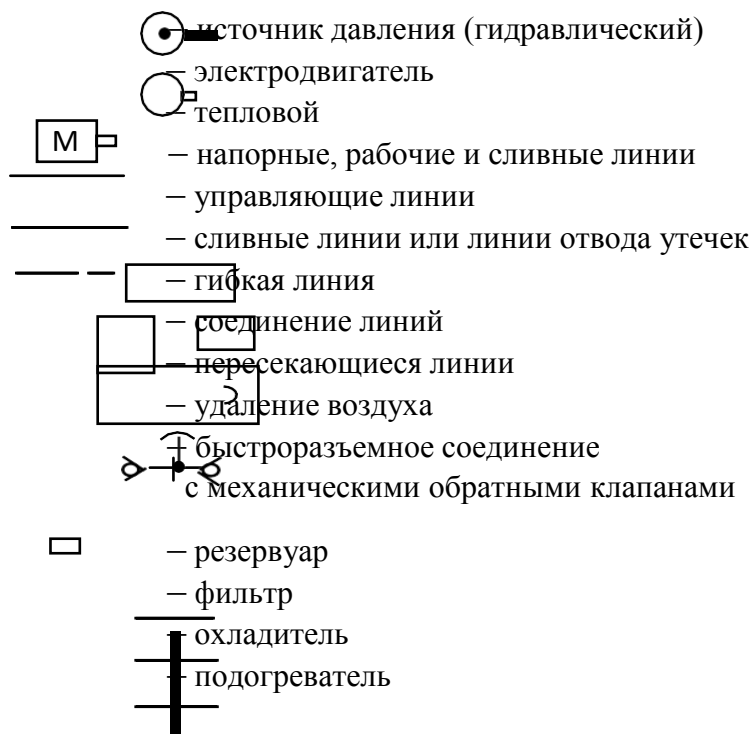 – источник давления (гидравлический)
– электродвигатель
– тепловой
M
– напорные, рабочие и сливные линии
– управляющие линии
– сливные линии или линии отвода утечек
– гибкая линия
– соединение линий
– пересекающиеся линии
– удаление воздуха
– быстроразъемное соединение
с механическими обратными клапанами
– резервуар
– фильтр
– охладитель
– подогреватель